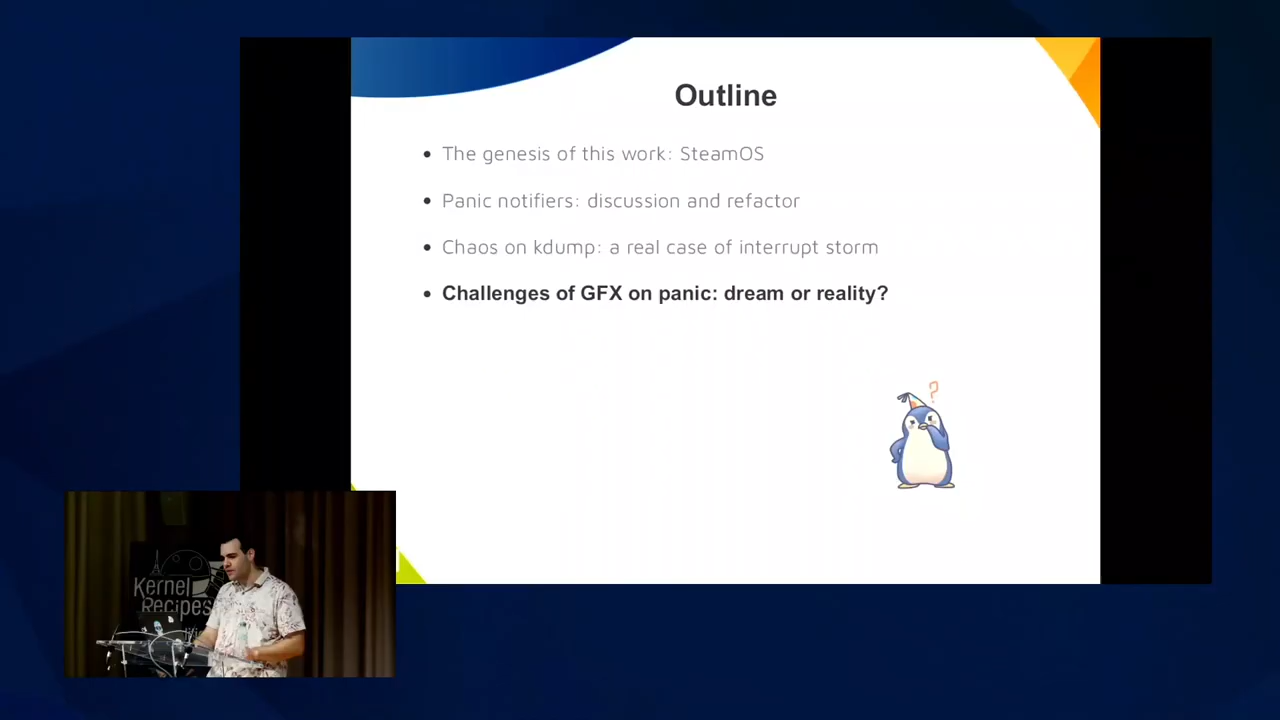 Outline
• The genesis of this work: SteamOS
• Panic notifiers: discussion and refactor
• Chaos on kdump: a real case of interrupt storm
• Challenges of GFX on panic: dream or reality?
?
Kernel
Recipes